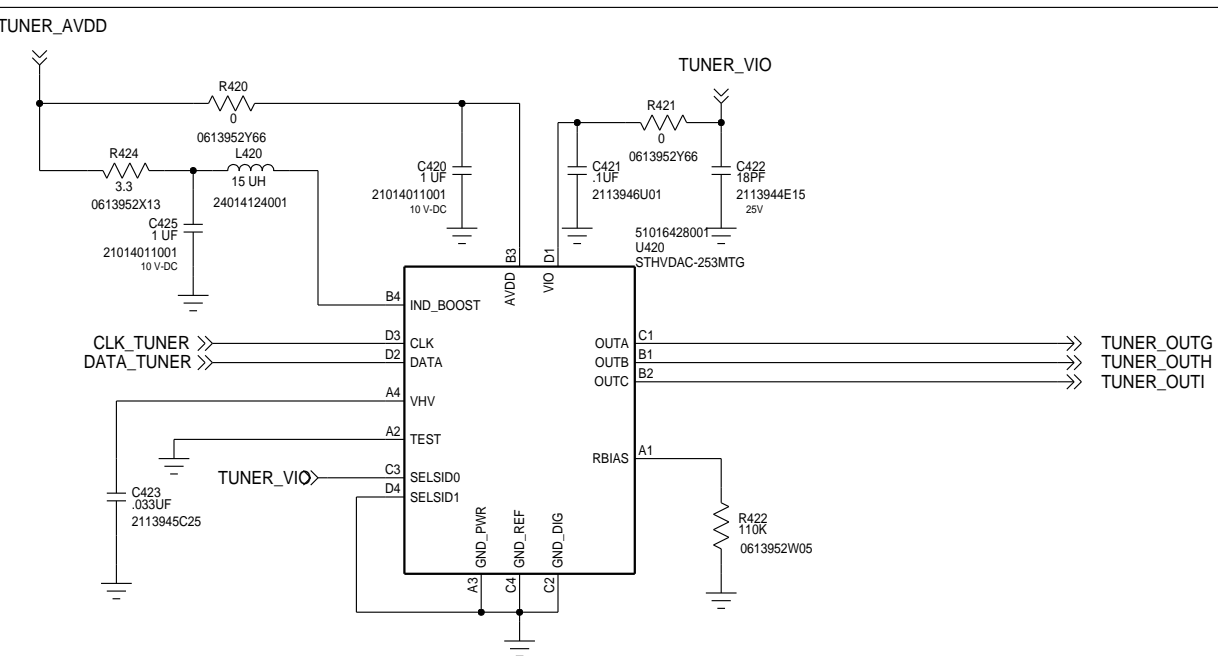 TUNER_AVDD
TUNER_VIO
R420
0
0613952Y66
R421
0
0613952Y66
R424
3.3
0613952X13
L420
15 UH
24014124001
C420
1 UF
21014011001
10 V-DC
C421
.1UF
2113946U01
C422
18PF
2113944E15
25V
C425
1 UF
21014011001
10 V-DC
51016428001
U420
STHVDAC-253MTG
B3
D1
AVDD
VIO
B4
IND_BOOST
CLK_TUNER
D3
CLK
OUTA
C1
TUNER_OUTG
DATA_TUNER
D2
DATA
OUTB
B1
TUNER_OUTH
OUTC
B2
TUNER_OUTI
A4
VHV
A2
TEST
RBIAS
A1
TUNER_VIO
C3
SELSID0
D4
SELSID1
C423
.033UF
2113945C25
R422
110K
0613952W05
GND_PWR
GND_REF
GND_DIG
A3
C4
C2